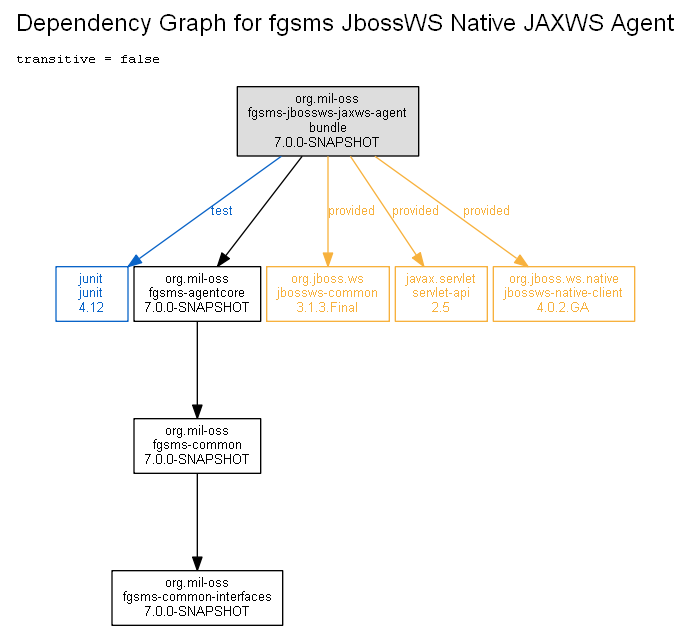 Dependency Graph for fgsms JbossWS Native JAXWS Agent
transitive = false
org.mil-oss
fgsms-jbossws-jaxws-agent
bundle
7.0.0-SNAPSHOT
test
provided
provided
provided
junit
junit
4.12
org.mil-oss
fgsms-agentcore
7.0.0-SNAPSHOT
org.jboss.ws
jbossws-common
3.1.3.Final
javax.servlet
servlet-api
2.5
org.jboss.ws.native
jbossws-native-client
4.0.2.GA
org.mil-oss
fgsms-common
7.0.0-SNAPSHOT
org.mil-oss
fgsms-common-interfaces
7.0.0-SNAPSHOT